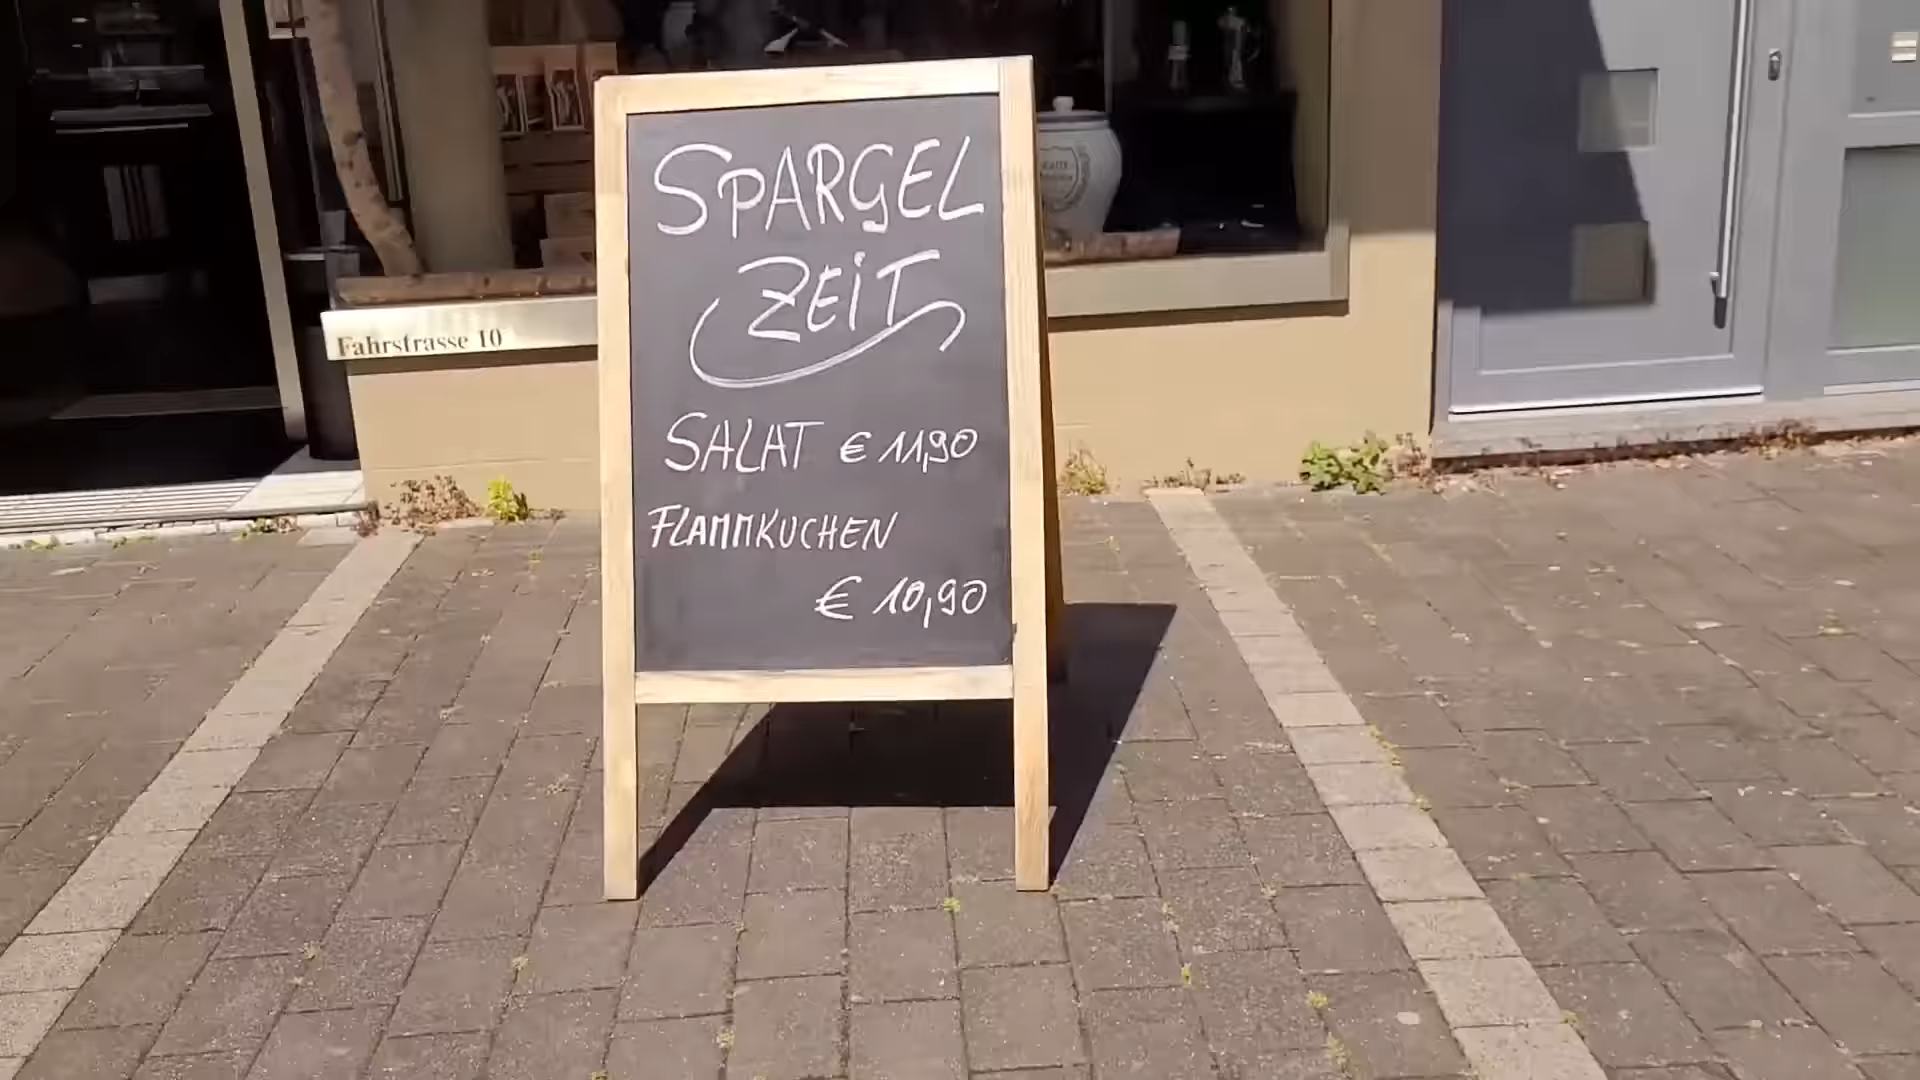 SPARGEL
ZEIT
SALAT € 11,90
FLAMMKUCHEN
€ 10,90
Fahrstrasse 10